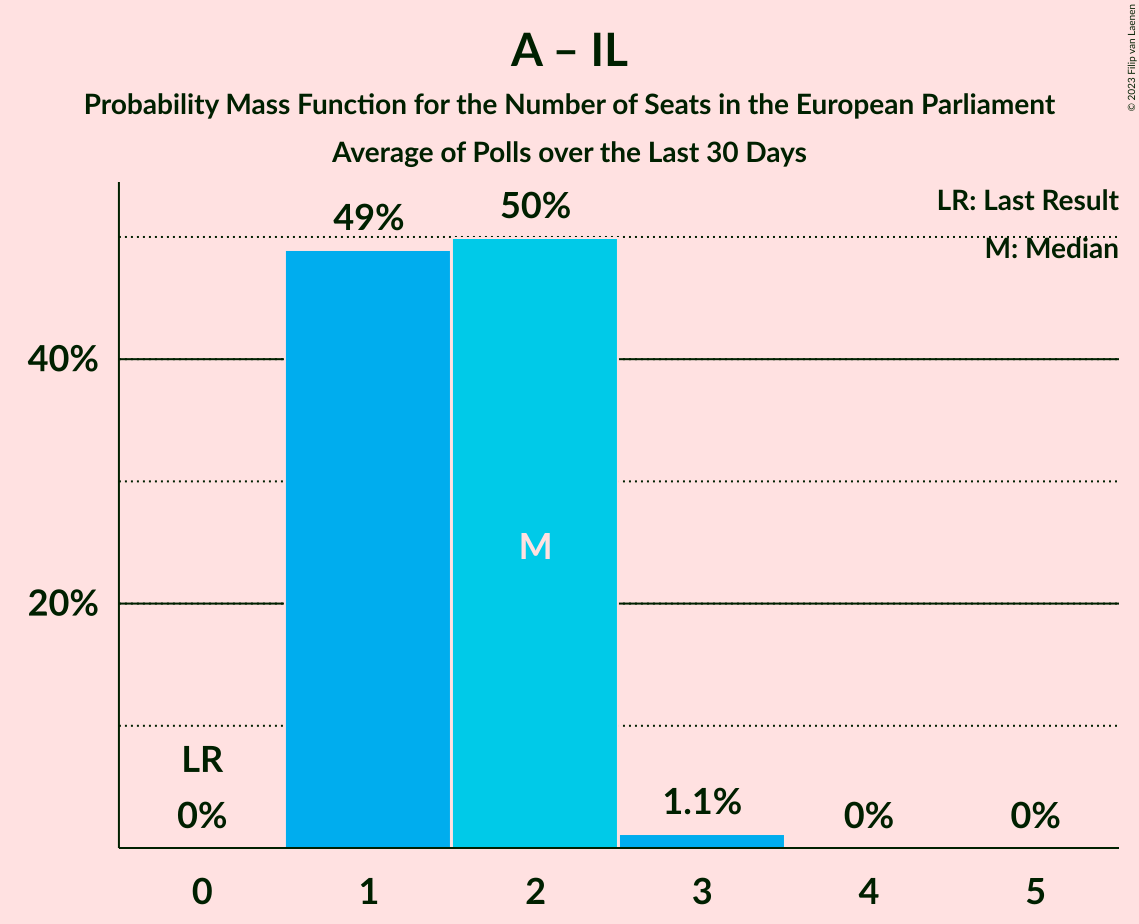 A – IL
Probability Mass Function for the Number of Seats in the European Parliament
Average of Polls over the Last 30 Days
© 2023 Filip van Laenen
LR: Last Result
M: Median
49%
50%
40%
20%
M
LR
0%
1.1%
0%
0%
0
1
2
3
4
5